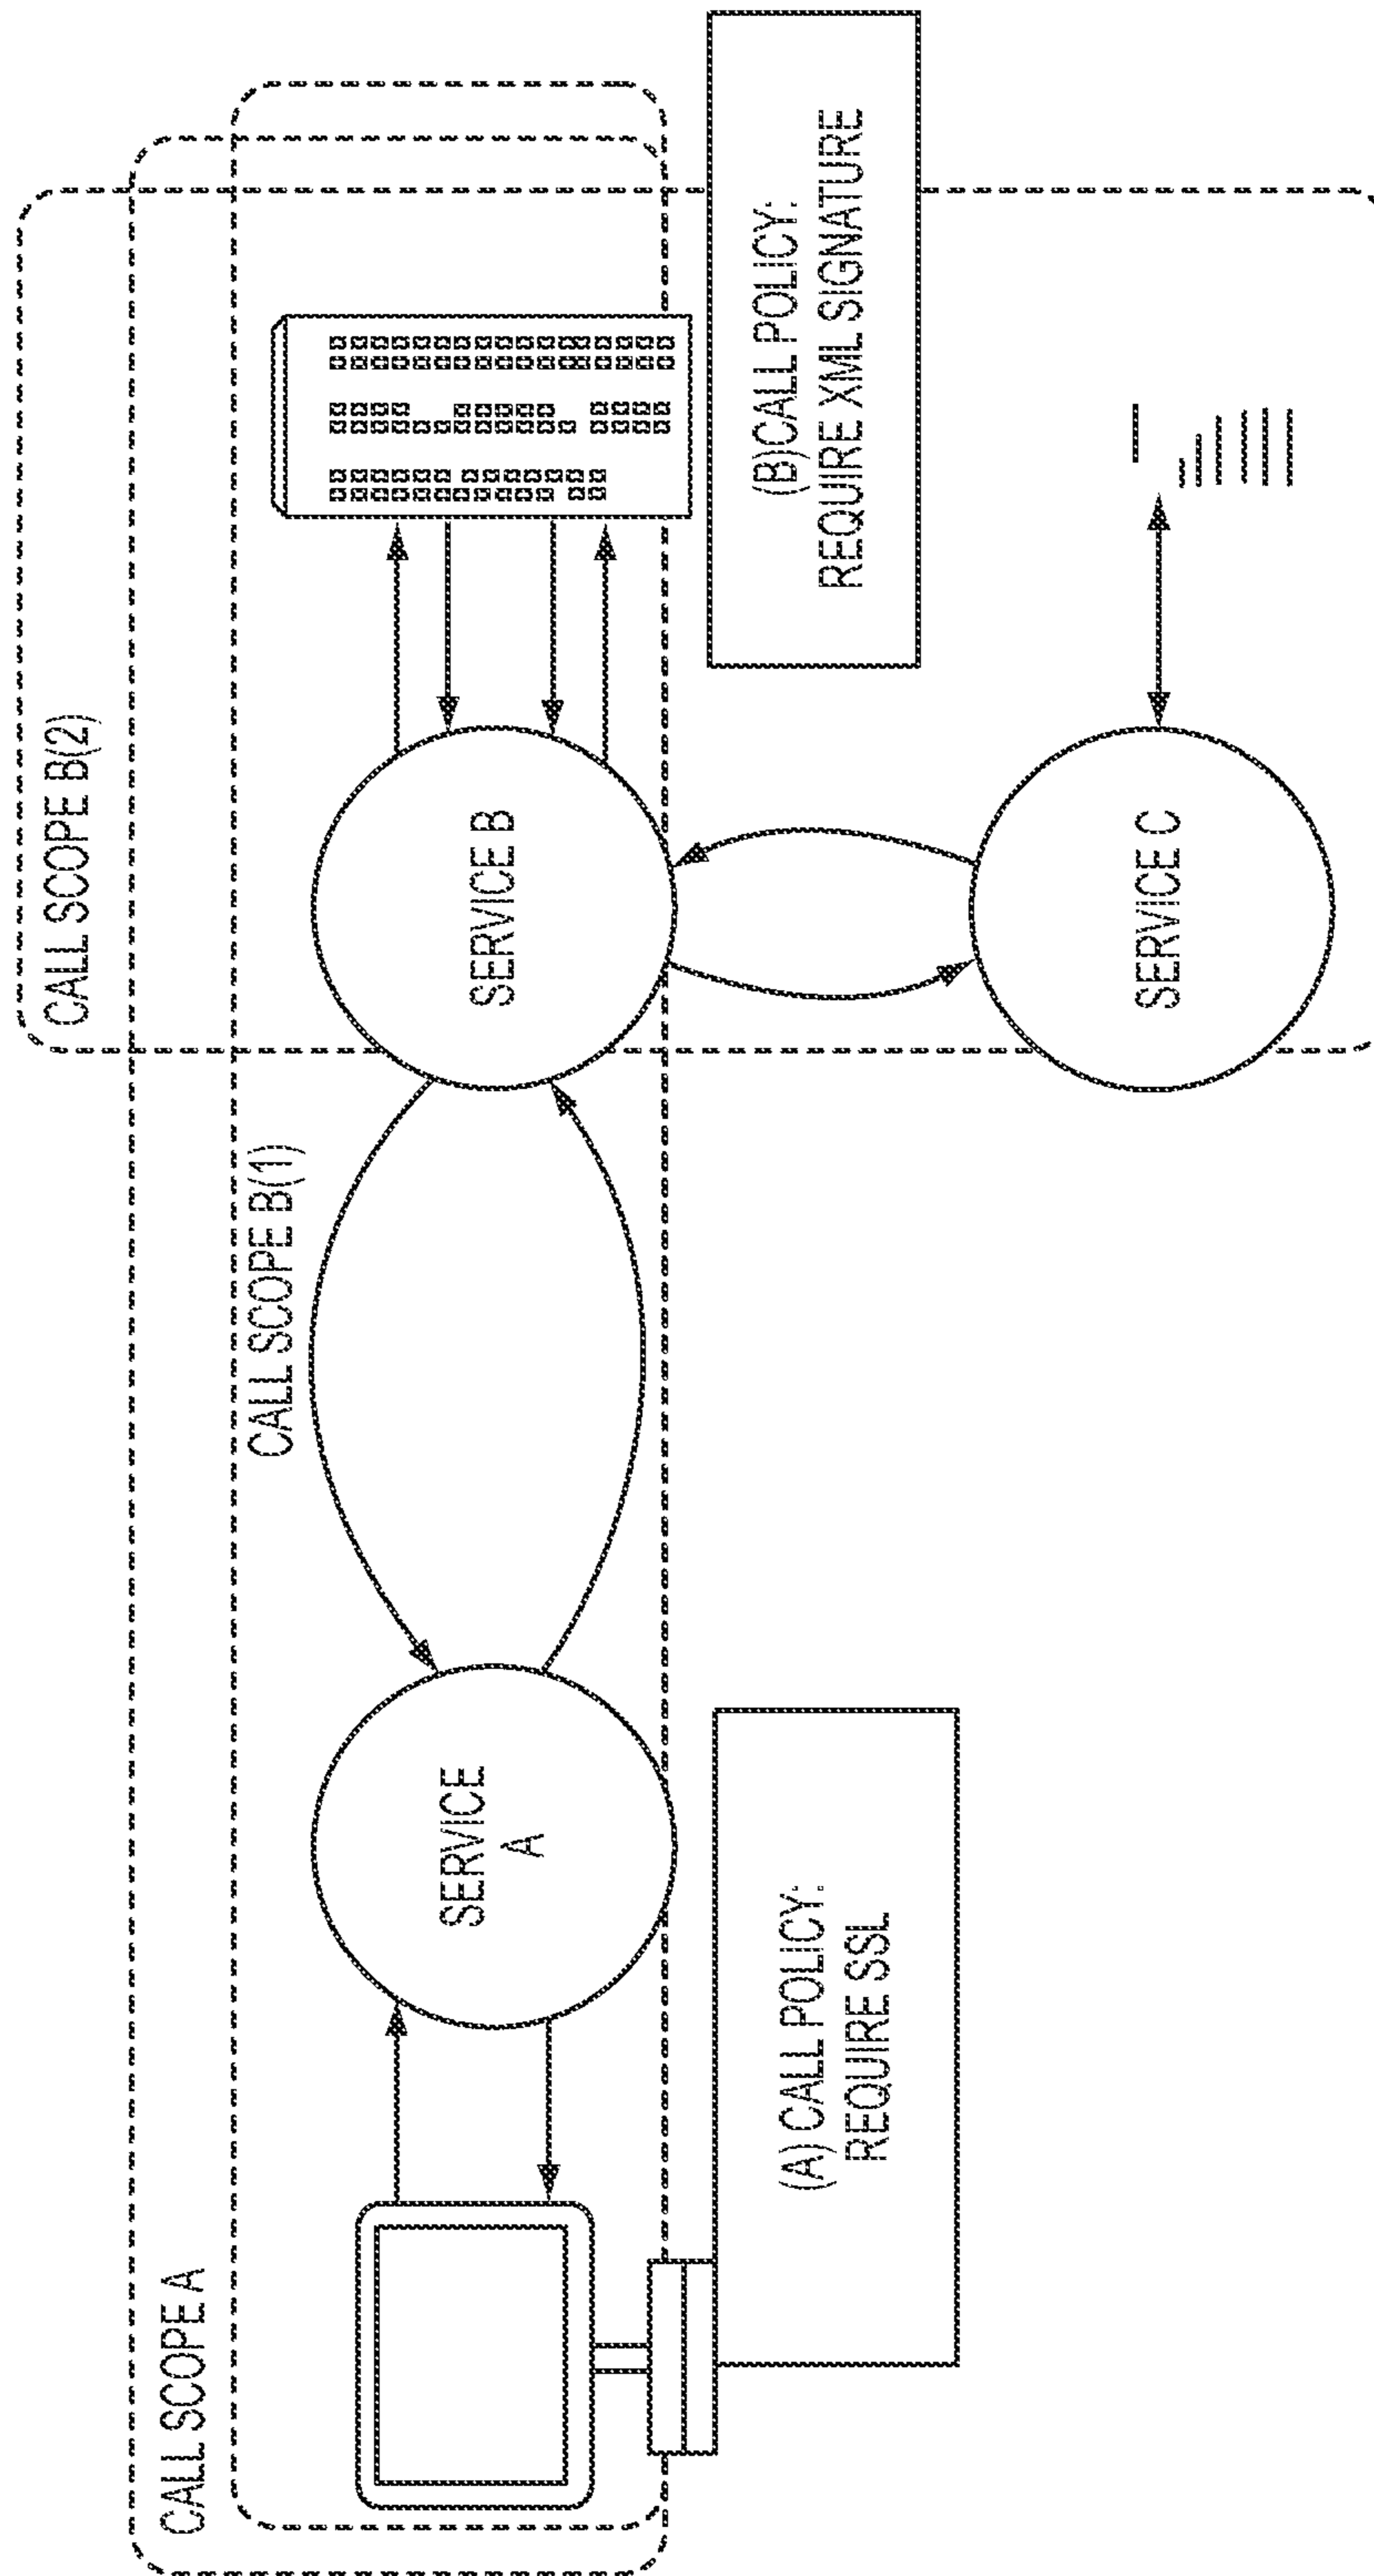 CALL SCOPE B(2)
CALL SCOPE A
CALL SCOPE B(1)
SERVICE
A
SERVICE B
(A) CALL POLICY:
REQUIRE SSL
(B)CALL POLICY:
REQUIRE XML SIGNATURE
SERVICE C